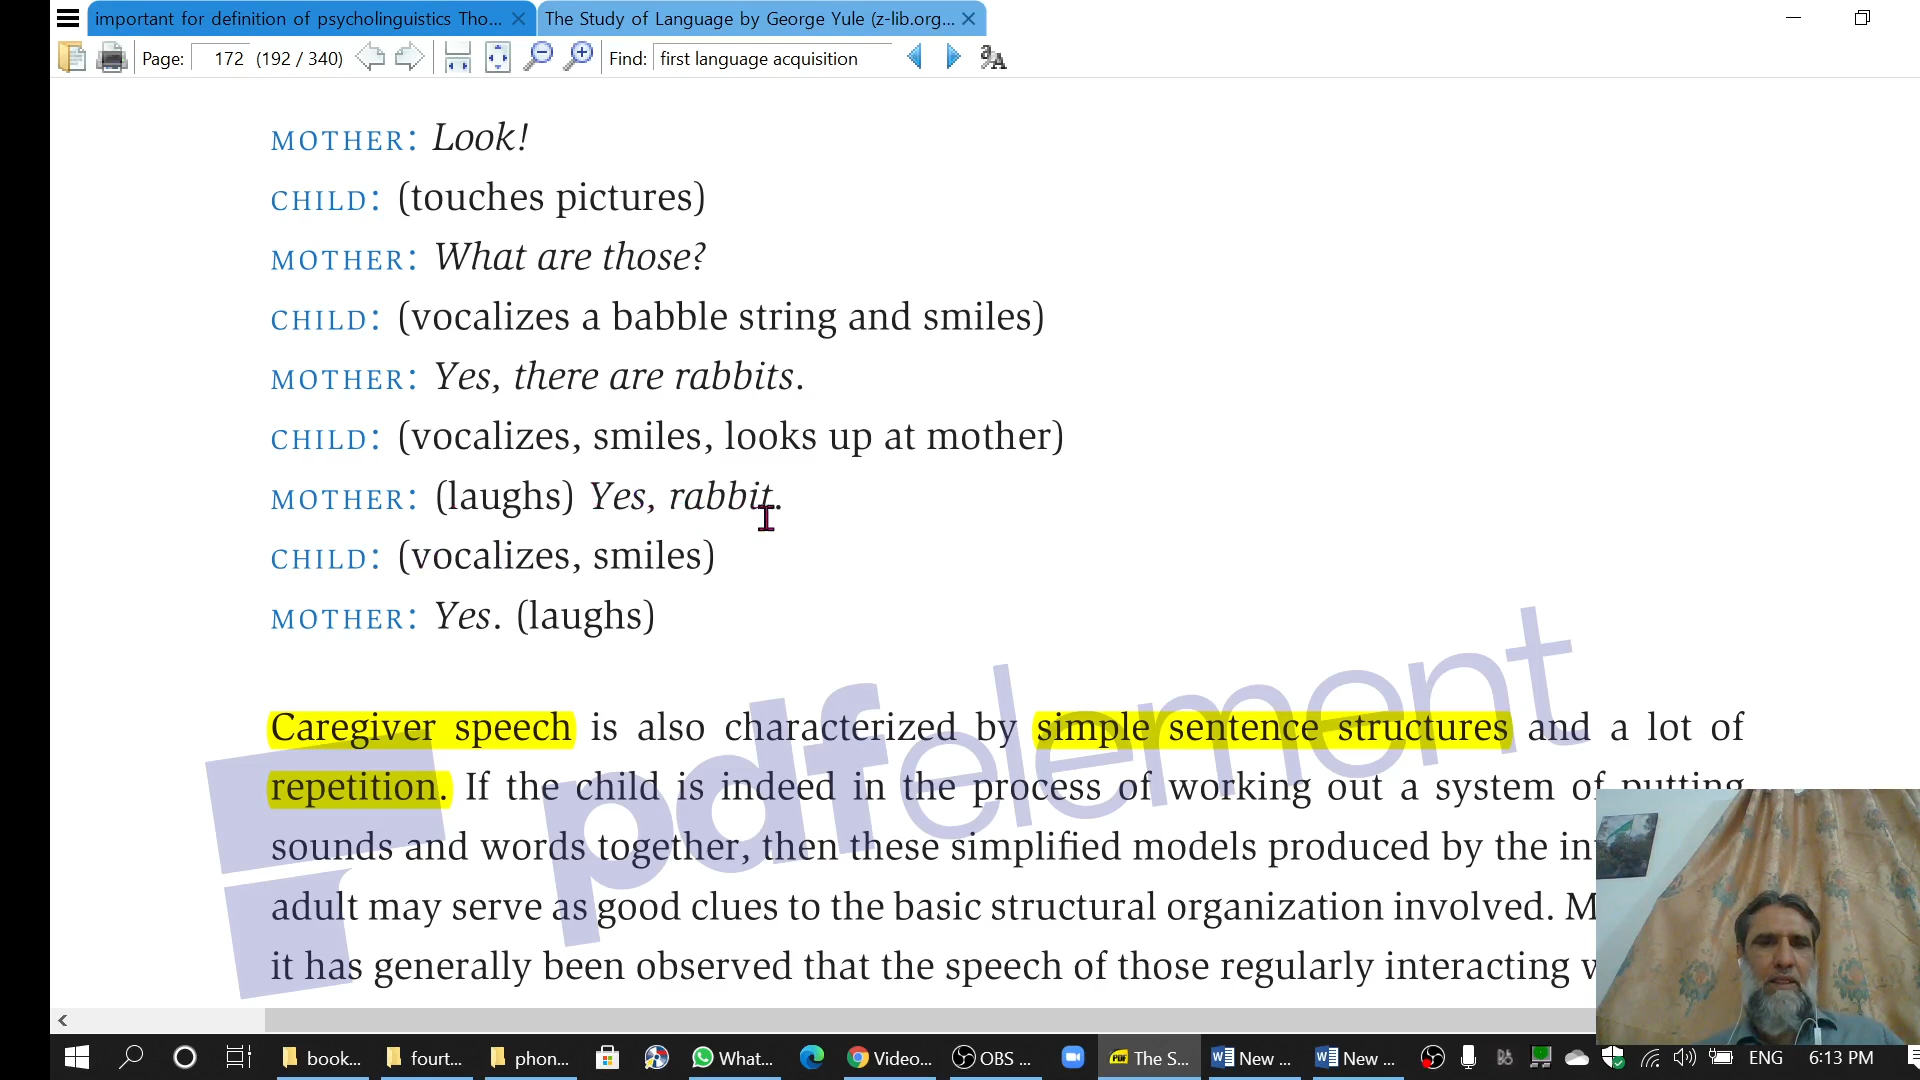 important for definition of psycholinguistics Tho...
The Study of Language by George Yule (z-lib.org...
Page: 172 (192 / 340) Find: first language acquisition
MOTHER: Look!
CHILD: (touches pictures)
MOTHER: What are those?
CHILD: (vocalizes a babble string and smiles)
MOTHER: Yes, there are rabbits.
CHILD: (vocalizes, smiles, looks up at mother)
MOTHER: (laughs) Yes, rabbit.
CHILD: (vocalizes, smiles)
MOTHER: Yes. (laughs)
pdfelement
Caregiver speech is also characterized by simple sentence structures and a lot of
repetition. If the child is indeed in the process of working out a system of putting
sounds and words together, then these simplified models produced by the
adult may serve as good clues to the basic structural organization involved.
it has generally been observed that the speech of those regularly interacting
book... fourt... phon... What... Video... OBS ... The S... New ... New ... ENG 6:13 PM